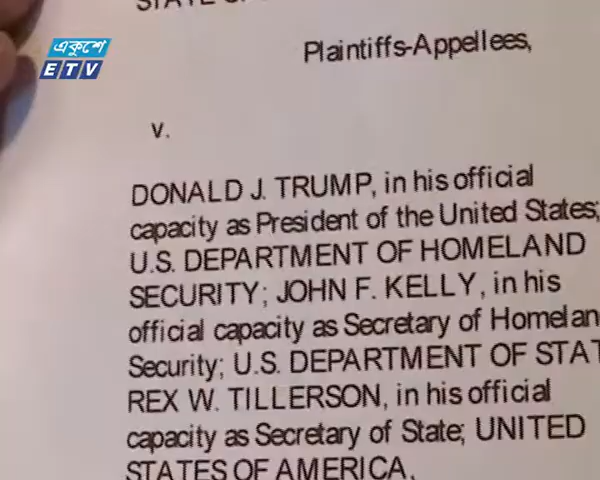 STATE
Plaintiffs-Appellees,
একুশে
ETV
v.
DONALD J. TRUMP, in his official
capacity as President of the United States;
U.S. DEPARTMENT OF HOMELAND
SECURITY; JOHN F. KELLY, in his
official capacity as Secretary of Homelan
Security; U.S. DEPARTMENT OF STAT
REX W. TILLERSON, in his official
capacity as Secretary of State; UNITED
STATES OF AMERICA,